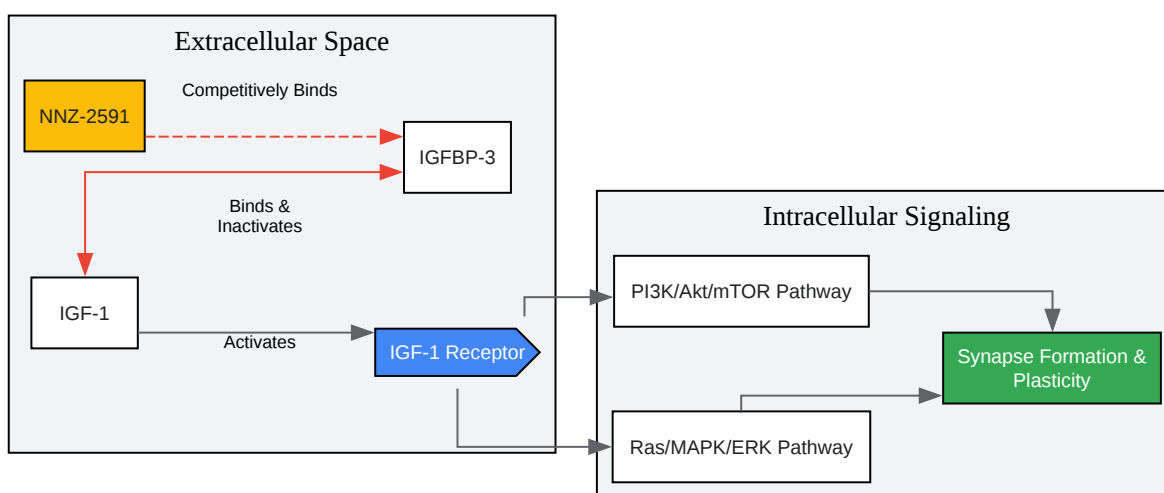 Extracellular Space
Competitively Binds
NNZ-2591
IGFBP-3
Binds &
Inactivates
Intracellular Signaling
PI3K/Akt/mTOR Pathway
IGF-1
Activates
IGF-1 Receptor
Synapse Formation &
Plasticity
Ras/MAPK/ERK Pathway